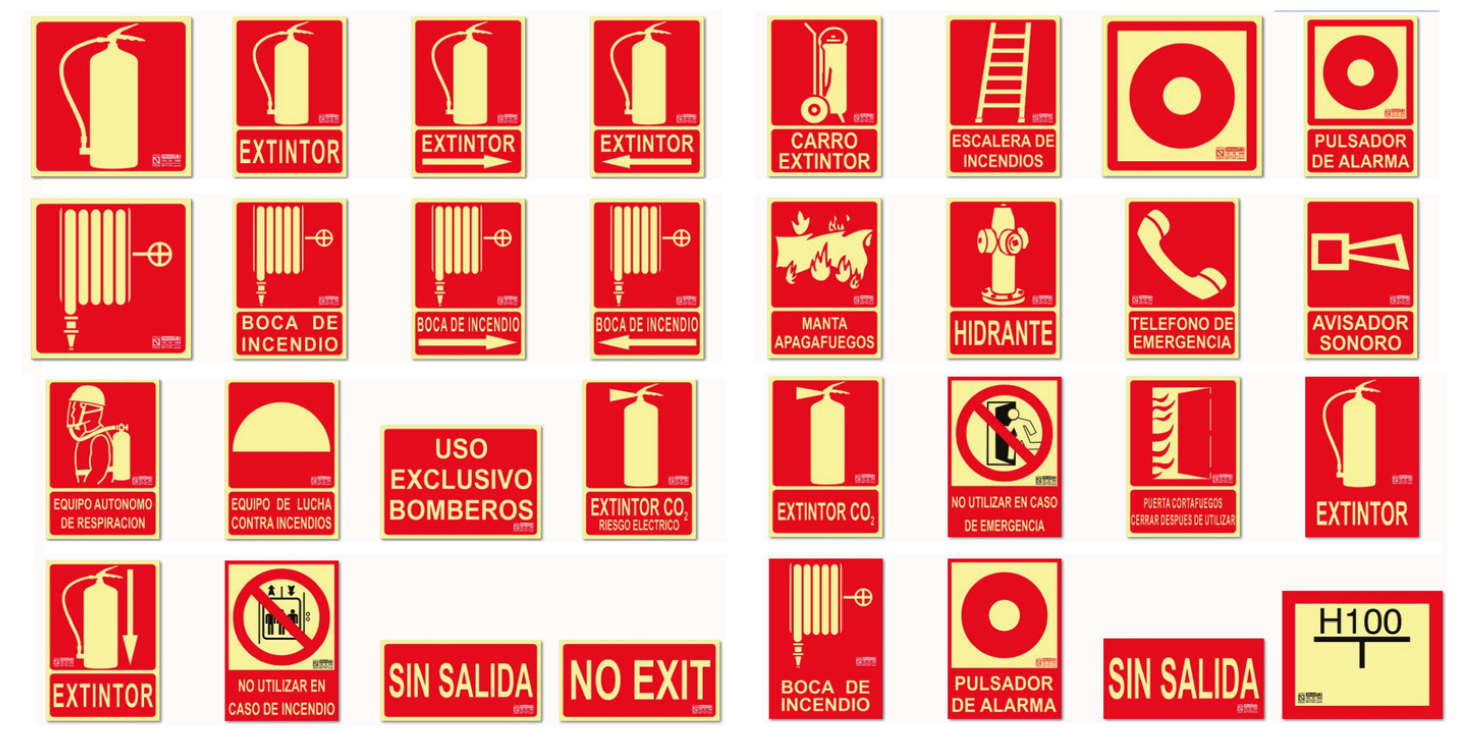 EXTINTOR
EXTINTOR
EXTINTOR
CARRO
EXTINTOR
ESCALERA DE
INCENDIOS
PULSADOR
DE ALARMA
BOCA DE
INCENDIO
BOCA DE INCENDIO
BOCA DE INCENDIO
MANTA
APAGAFUEGOS
HIDRANTE
TELEFONO DE
EMERGENCIA
AVISADOR
SONORO
EQUIPO AUTONOMO
DE RESPIRACION
EQUIPO DE LUCHA
CONTRA INCENDIOS
USO
EXCLUSIVO
BOMBEROS
EXTINTOR CO2
RIESGO ELECTRICO
EXTINTOR CO2
NO UTILIZAR EN CASO
DE EMERGENCIA
PUERTA CORTAFUEGOS
CERRAR DESPUES DE UTILIZAR
EXTINTOR
EXTINTOR
NO UTILIZAR EN
CASO DE INCENDIO
SIN SALIDA
NO EXIT
BOCA DE
INCENDIO
PULSADOR
DE ALARMA
SIN SALIDA
H100